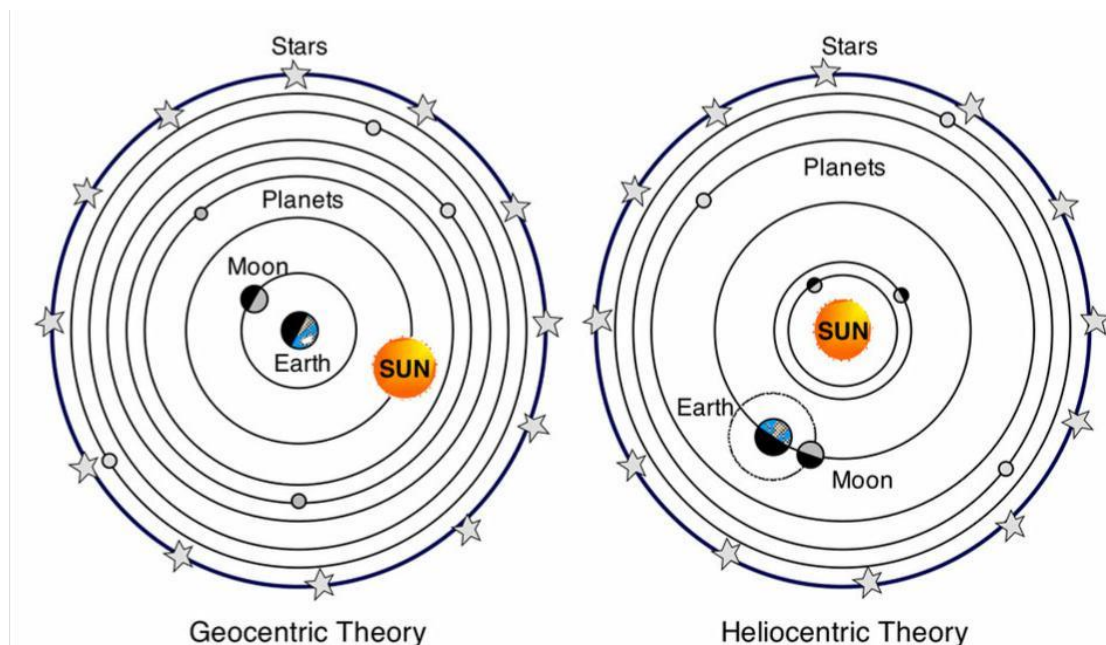 Stars
Planets
Moon
Earth
SUN
Geocentric Theory
Stars
Planets
SUN
Earth
Moon
Heliocentric Theory